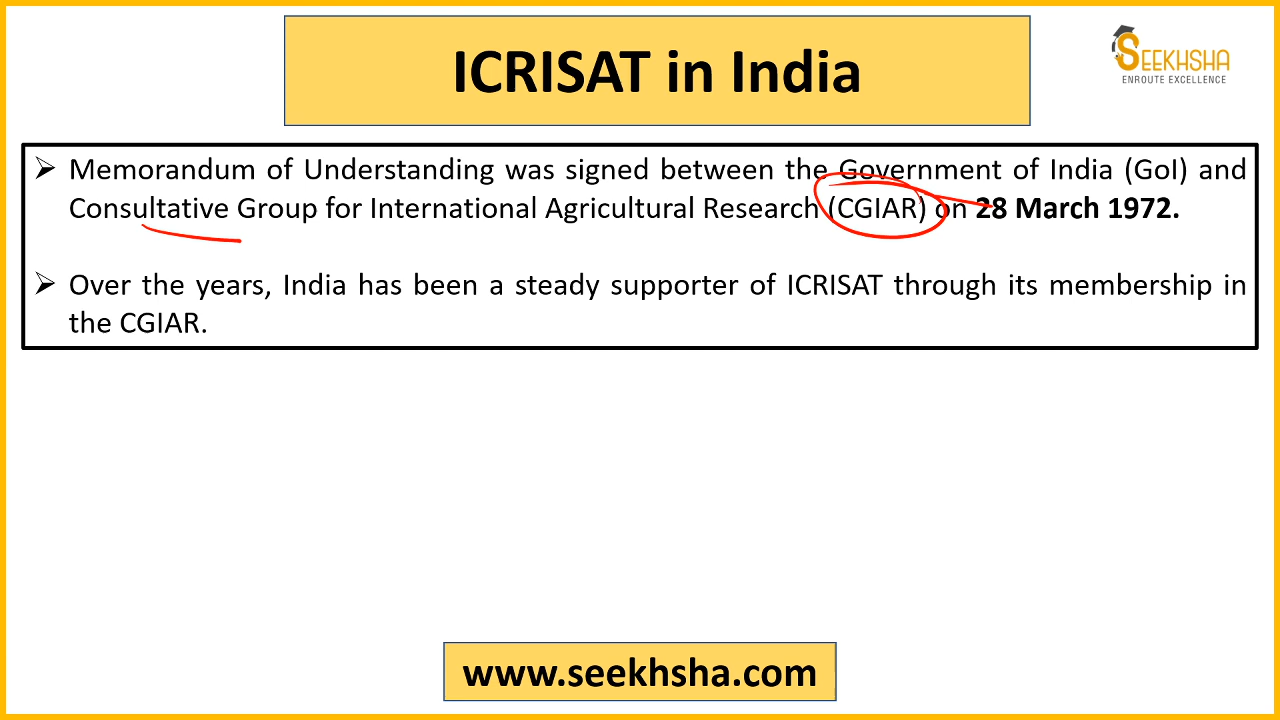 ICRISAT in India
SEEKHSHA
ENROUTE EXCELLENCE
➢ Memorandum of Understanding was signed between the Government of India (GoI) and
Consultative Group for International Agricultural Research (CGIAR) on 28 March 1972.
➢ Over the years, India has been a steady supporter of ICRISAT through its membership in
the CGIAR.
www.seekhsha.com